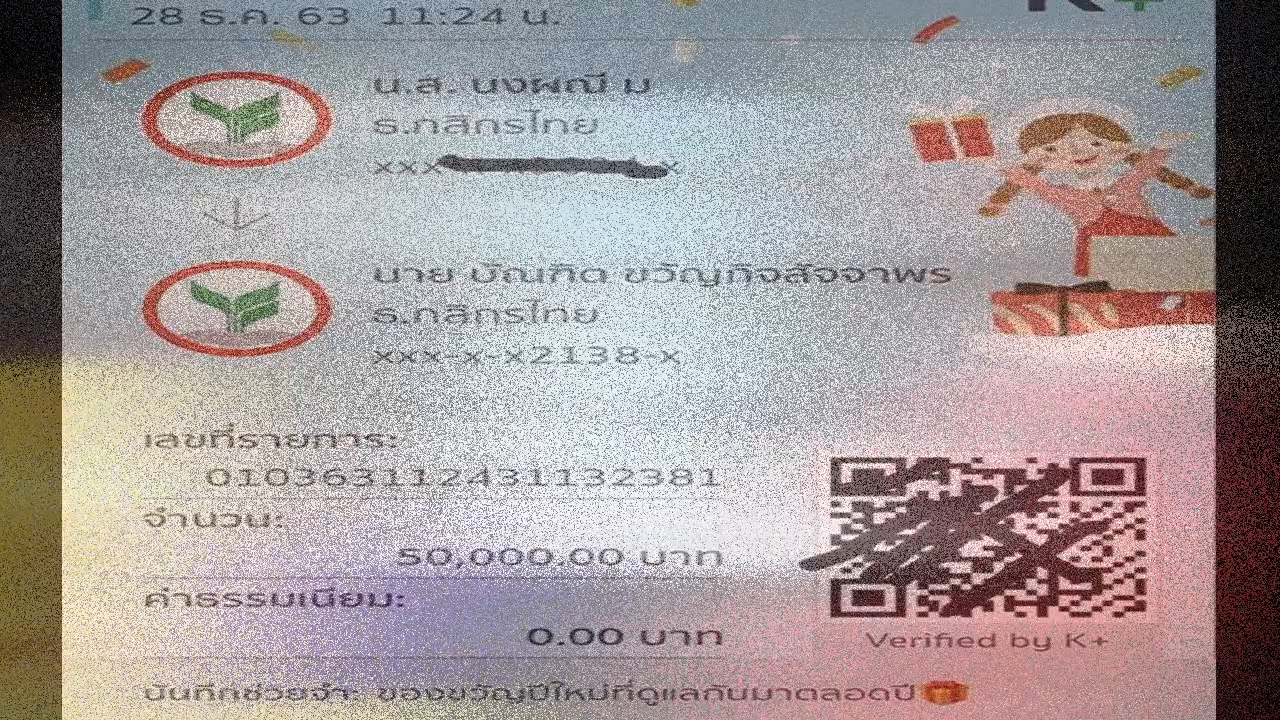 28 ธ.ค. 63 11:24 น.
K+
น.ส. นงผณี ม
ธ.กสิกรไทย
xxx x
นาย บัณฑิต ขวัญกิจสัจจาพร
ธ.กสิกรไทย
xxx-x-x2138-x
เลขที่รายการ:
010363112431132381
จำนวน:
50,000.00 บาท
ค่าธรรมเนียม:
0.00 บาท
Verified by K+
บันทึกช่วยจำ: ของขวัญปีใหม่ที่ดูแลกันมาตลอดปี